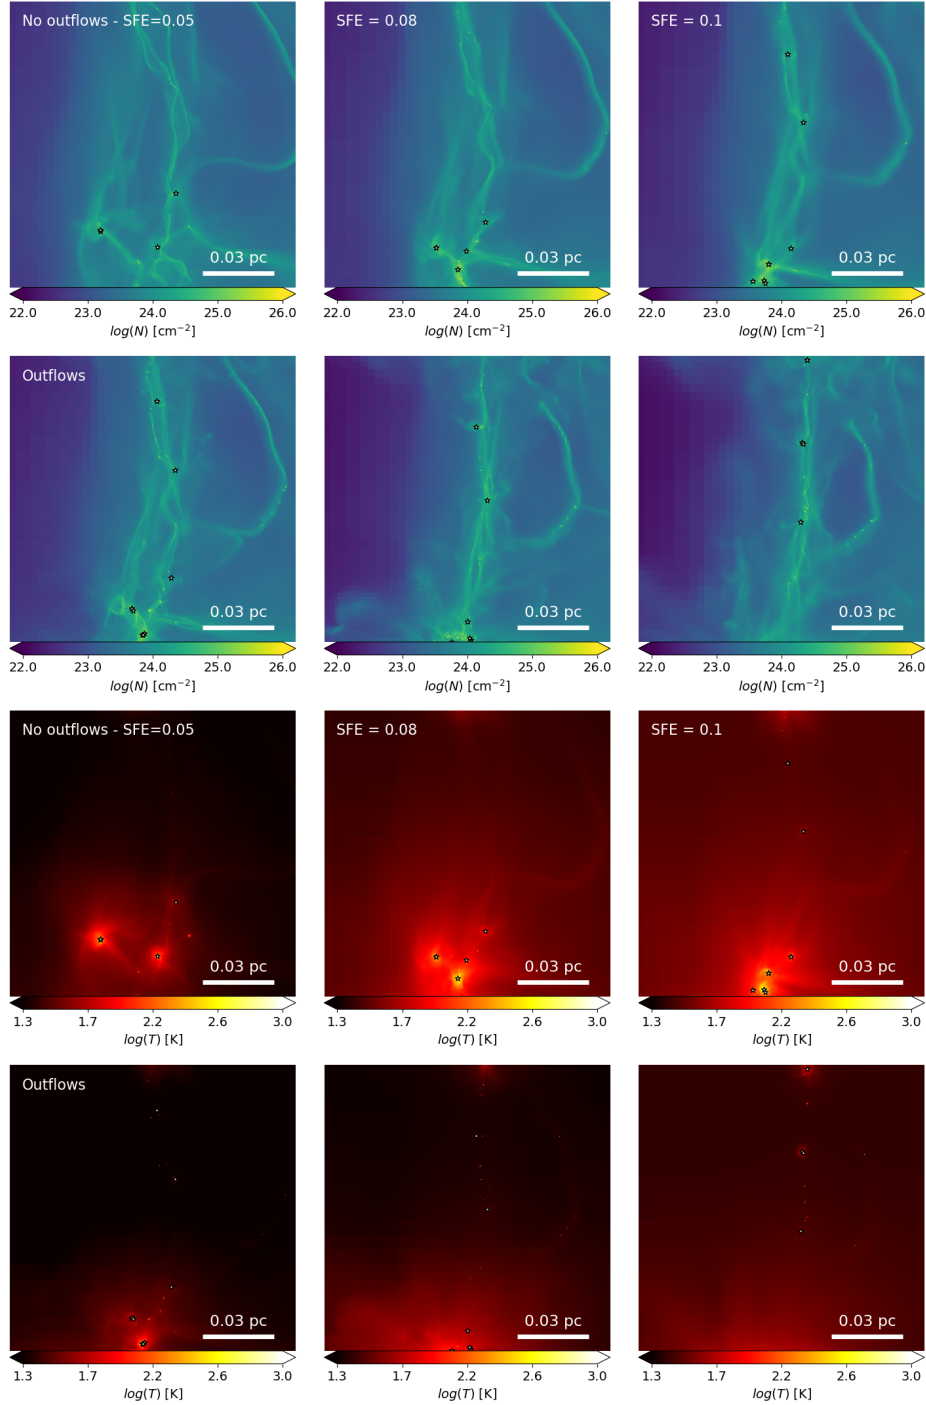 No outflows - SFE=0.05
SFE = 0.08
SFE = 0.1
0.03 pc
0.03 pc
0.03 pc
22.0 23.0 24.0 25.0 26.0
22.0 23.0 24.0 25.0 26.0
22.0 23.0 24.0 25.0 26.0
log(N) [cm⁻²]
log(N) [cm⁻²]
log(N) [cm⁻²]
Outflows
0.03 pc
0.03 pc
0.03 pc
22.0 23.0 24.0 25.0 26.0
22.0 23.0 24.0 25.0 26.0
22.0 23.0 24.0 25.0 26.0
log(N) [cm⁻²]
log(N) [cm⁻²]
log(N) [cm⁻²]
No outflows - SFE=0.05
SFE = 0.08
SFE = 0.1
0.03 pc
0.03 pc
0.03 pc
1.3 1.7 2.2 2.6 3.0
1.3 1.7 2.2 2.6 3.0
1.3 1.7 2.2 2.6 3.0
log(T) [K]
log(T) [K]
log(T) [K]
Outflows
0.03 pc
0.03 pc
0.03 pc
1.3 1.7 2.2 2.6 3.0
1.3 1.7 2.2 2.6 3.0
1.3 1.7 2.2 2.6 3.0
log(T) [K]
log(T) [K]
log(T) [K]